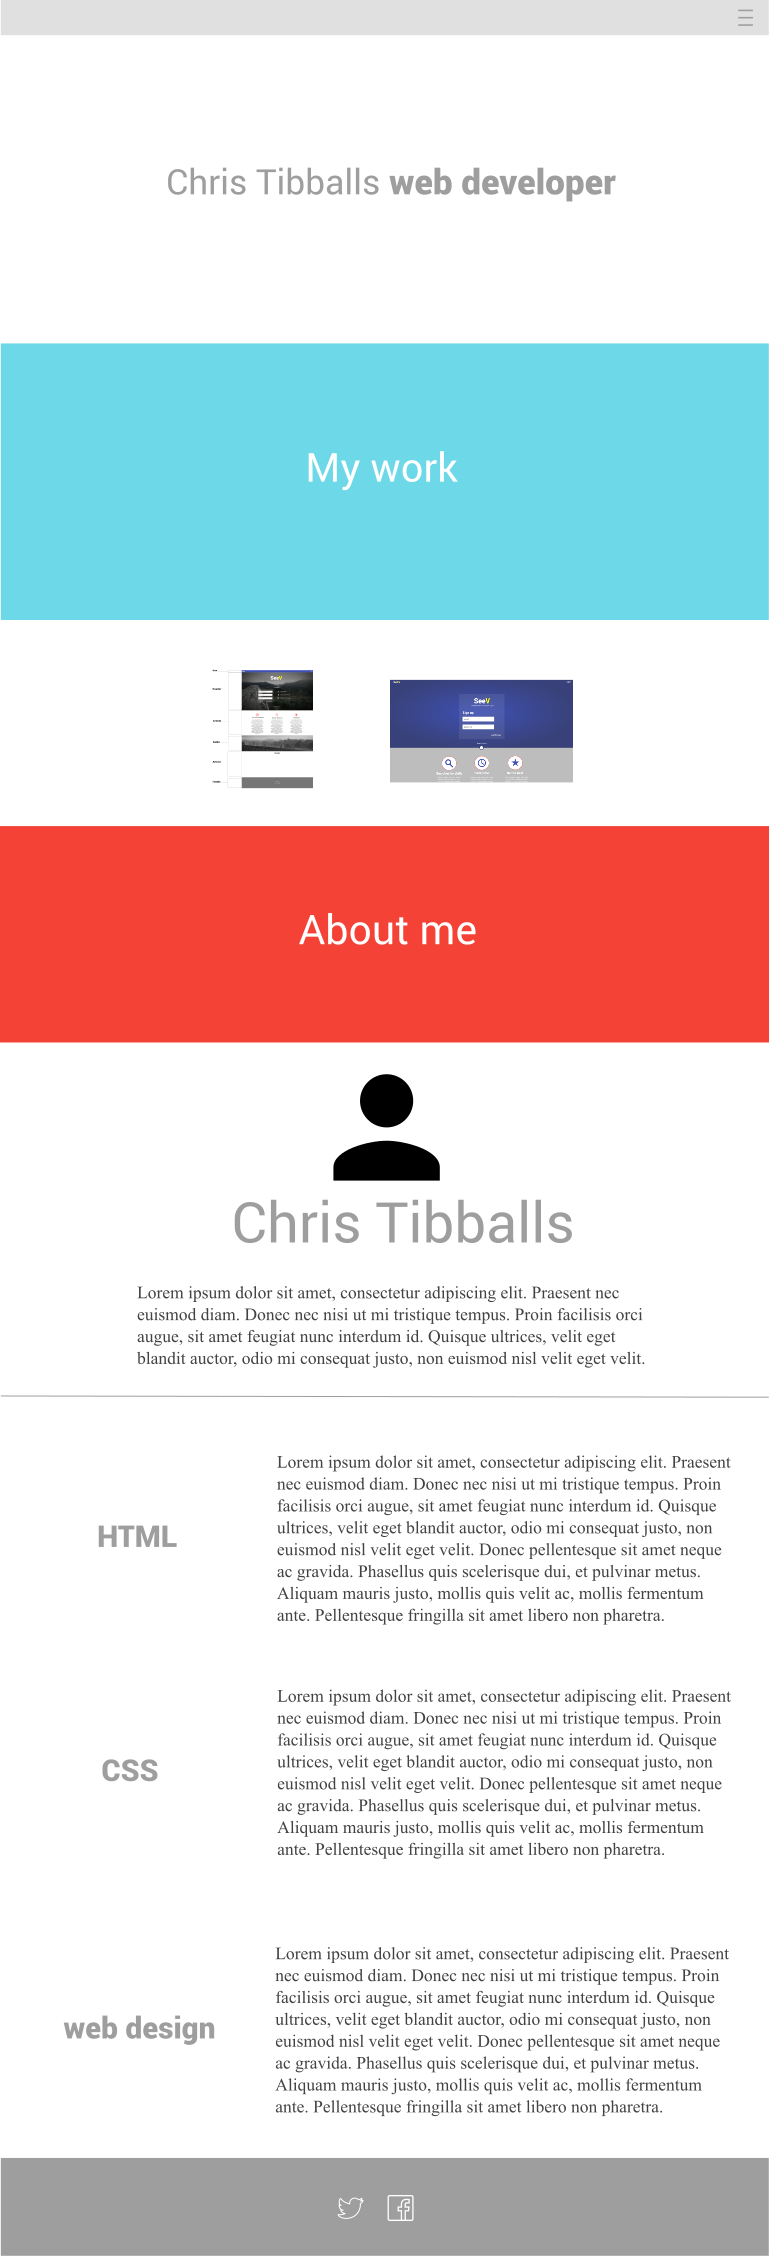 Chris Tibballs web developer
My work
SeeV
SeeV
Sign up
About me
Chris Tibballs
Lorem ipsum dolor sit amet, consectetur adipiscing elit. Praesent nec
euismod diam. Donec nec nisi ut mi tristique tempus. Proin facilisis orci
augue, sit amet feugiat nunc interdum id. Quisque ultrices, velit eget
blandit auctor, odio mi consequat justo, non euismod nisl velit eget velit.
HTML
Lorem ipsum dolor sit amet, consectetur adipiscing elit. Praesent
nec euismod diam. Donec nec nisi ut mi tristique tempus. Proin
facilisis orci augue, sit amet feugiat nunc interdum id. Quisque
ultrices, velit eget blandit auctor, odio mi consequat justo, non
euismod nisl velit eget velit. Donec pellentesque sit amet neque
ac gravida. Phasellus quis scelerisque dui, et pulvinar metus.
Aliquam mauris justo, mollis quis velit ac, mollis fermentum
ante. Pellentesque fringilla sit amet libero non pharetra.
CSS
Lorem ipsum dolor sit amet, consectetur adipiscing elit. Praesent
nec euismod diam. Donec nec nisi ut mi tristique tempus. Proin
facilisis orci augue, sit amet feugiat nunc interdum id. Quisque
ultrices, velit eget blandit auctor, odio mi consequat justo, non
euismod nisl velit eget velit. Donec pellentesque sit amet neque
ac gravida. Phasellus quis scelerisque dui, et pulvinar metus.
Aliquam mauris justo, mollis quis velit ac, mollis fermentum
ante. Pellentesque fringilla sit amet libero non pharetra.
web design
Lorem ipsum dolor sit amet, consectetur adipiscing elit. Praesent
nec euismod diam. Donec nec nisi ut mi tristique tempus. Proin
facilisis orci augue, sit amet feugiat nunc interdum id. Quisque
ultrices, velit eget blandit auctor, odio mi consequat justo, non
euismod nisl velit eget velit. Donec pellentesque sit amet neque
ac gravida. Phasellus quis scelerisque dui, et pulvinar metus.
Aliquam mauris justo, mollis quis velit ac, mollis fermentum
ante. Pellentesque fringilla sit amet libero non pharetra.